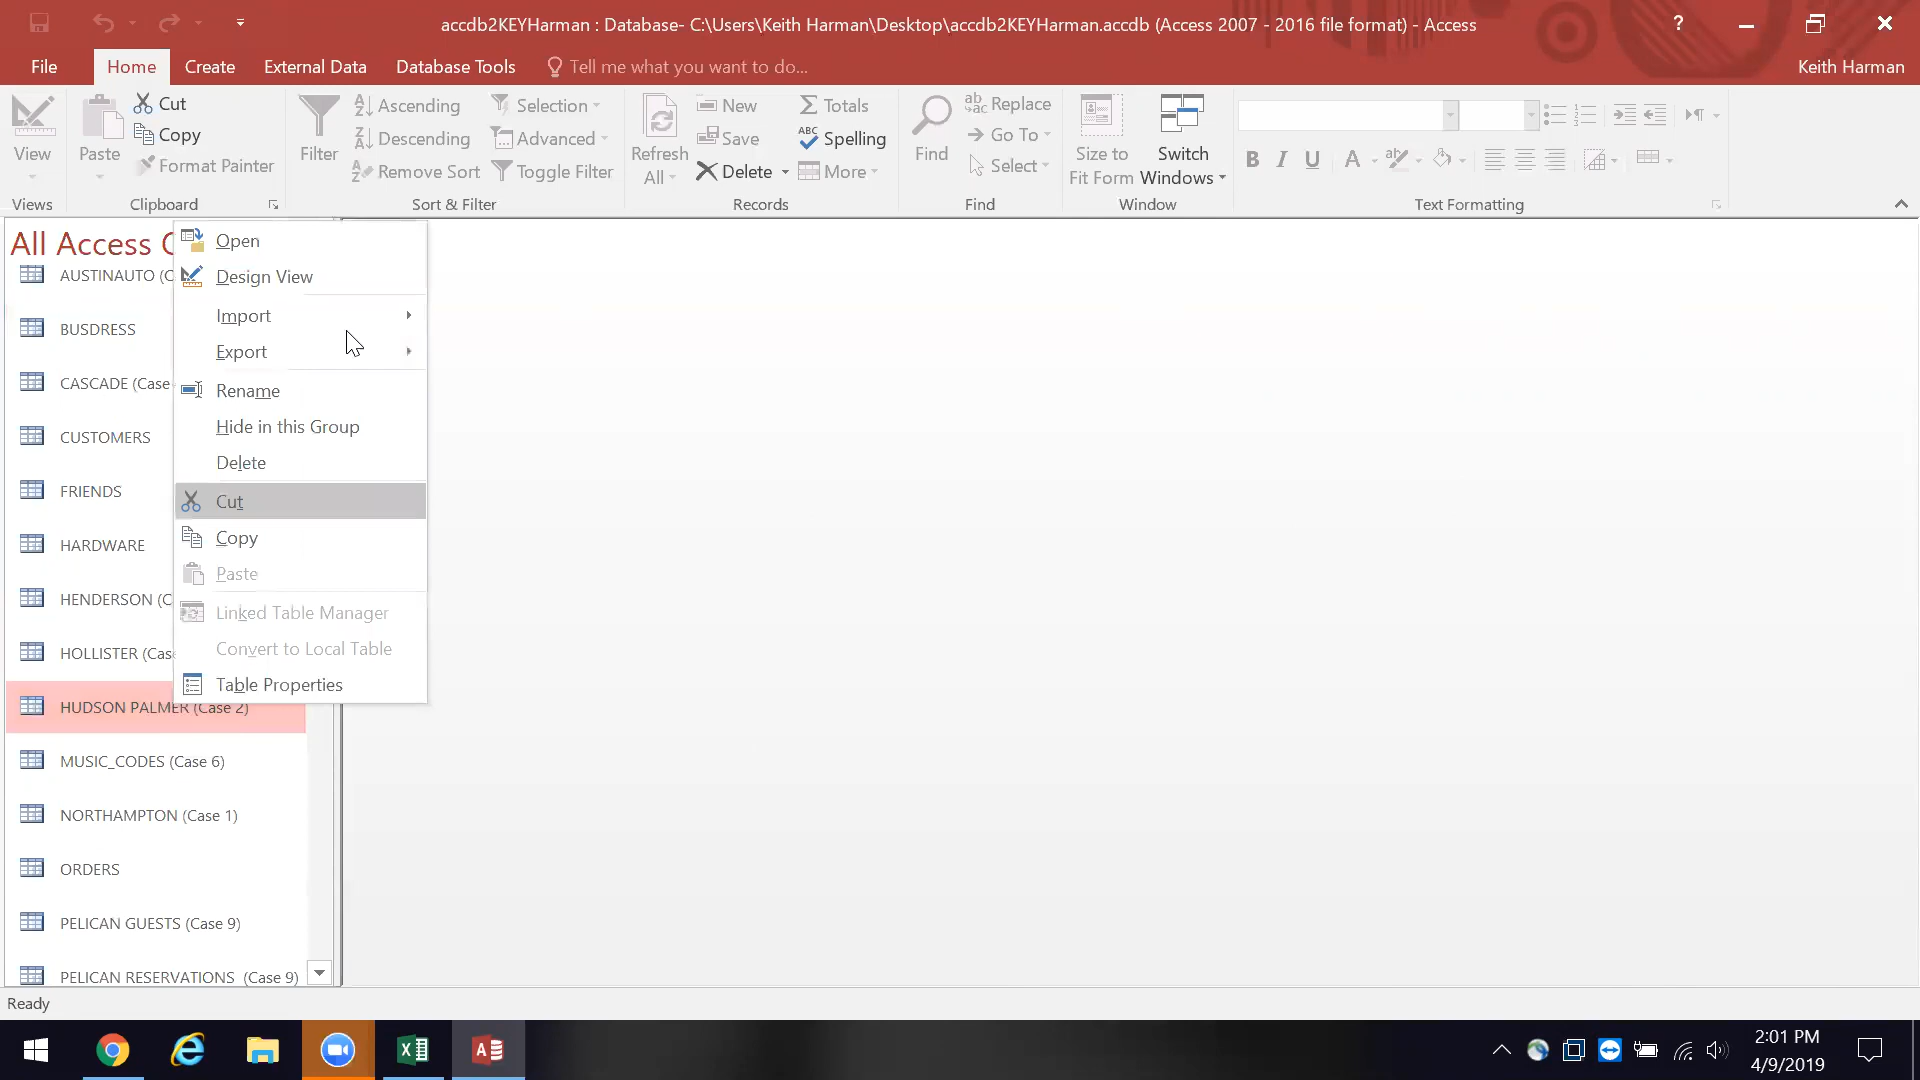 accdb2KEYHarman : Database- C:\Users\Keith Harman\Desktop\accdb2KEYHarman.accdb (Access 2007 - 2016 file format) - Access
?
File Home Create External Data Database Tools Tell me what you want to do... Keith Harman
View
Views
Paste
Cut
Copy
Format Painter
Clipboard
Filter
Ascending
Descending
Remove Sort
Selection
Advanced
Toggle Filter
Sort & Filter
Refresh
All
New
Save
Delete
Totals
Spelling
More
Records
Find
Replace
Go To
Select
Find
Size to
Fit Form
Switch
Windows
Window
B I U A
Text Formatting
All Access
AUSTINAUTO (C
BUSDRESS
CASCADE (Case
CUSTOMERS
FRIENDS
HARDWARE
HENDERSON (C
HOLLISTER (Cas
HUDSON PALMER (Case 2)
MUSIC_CODES (Case 6)
NORTHAMPTON (Case 1)
ORDERS
PELICAN GUESTS (Case 9)
PELICAN RESERVATIONS (Case 9)
Open
Design View
Import
Export
Rename
Hide in this Group
Delete
Cut
Copy
Paste
Linked Table Manager
Convert to Local Table
Table Properties
Ready
2:01 PM
4/9/2019